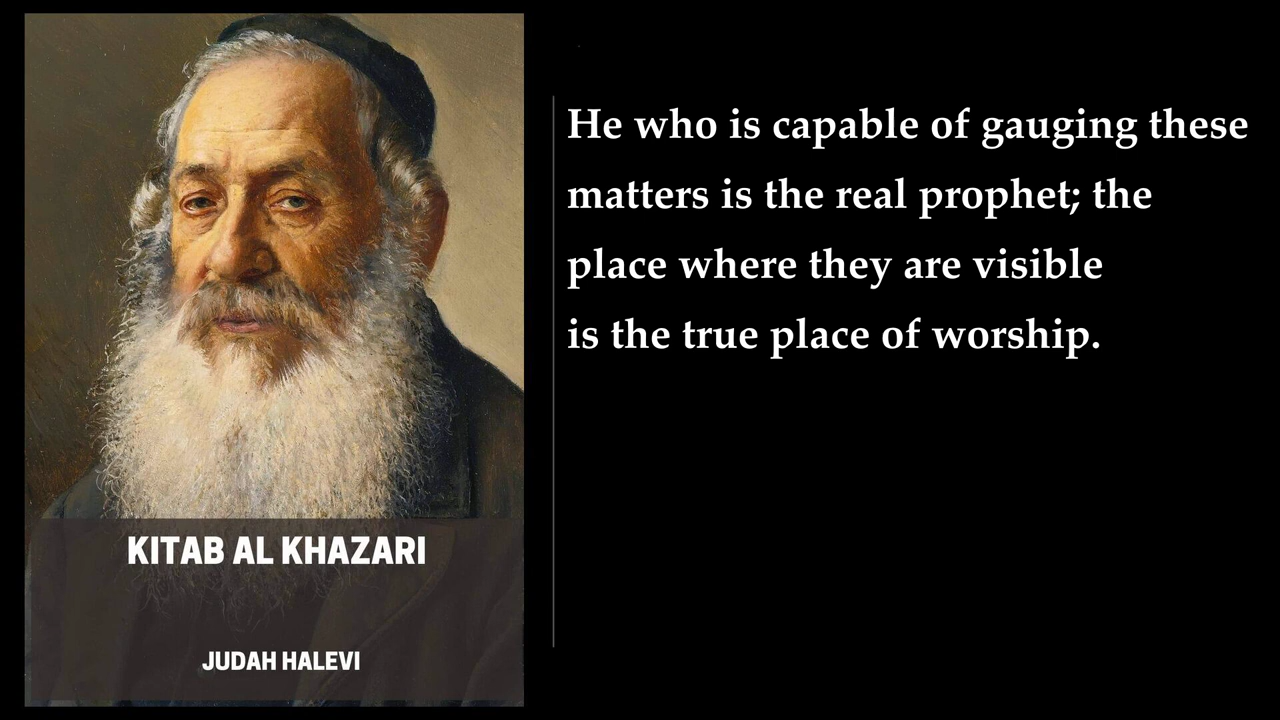 KITAB AL KHAZARI
JUDAH HALEVI
He who is capable of gauging these
matters is the real prophet; the
place where they are visible
is the true place of worship.